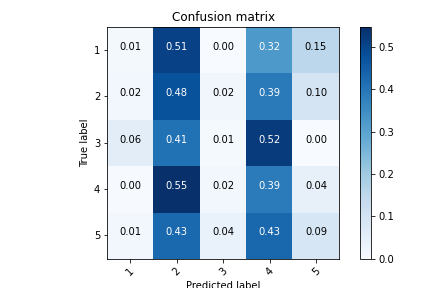 Confusion matrix
True label
1 0.01 0.51 0.00 0.32 0.15
2 0.02 0.48 0.02 0.39 0.10
3 0.06 0.41 0.01 0.52 0.00
4 0.00 0.55 0.02 0.39 0.04
5 0.01 0.43 0.04 0.43 0.09
1 2 3 4 5
Predicted label
0.5
0.4
0.3
0.2
0.1
0.0